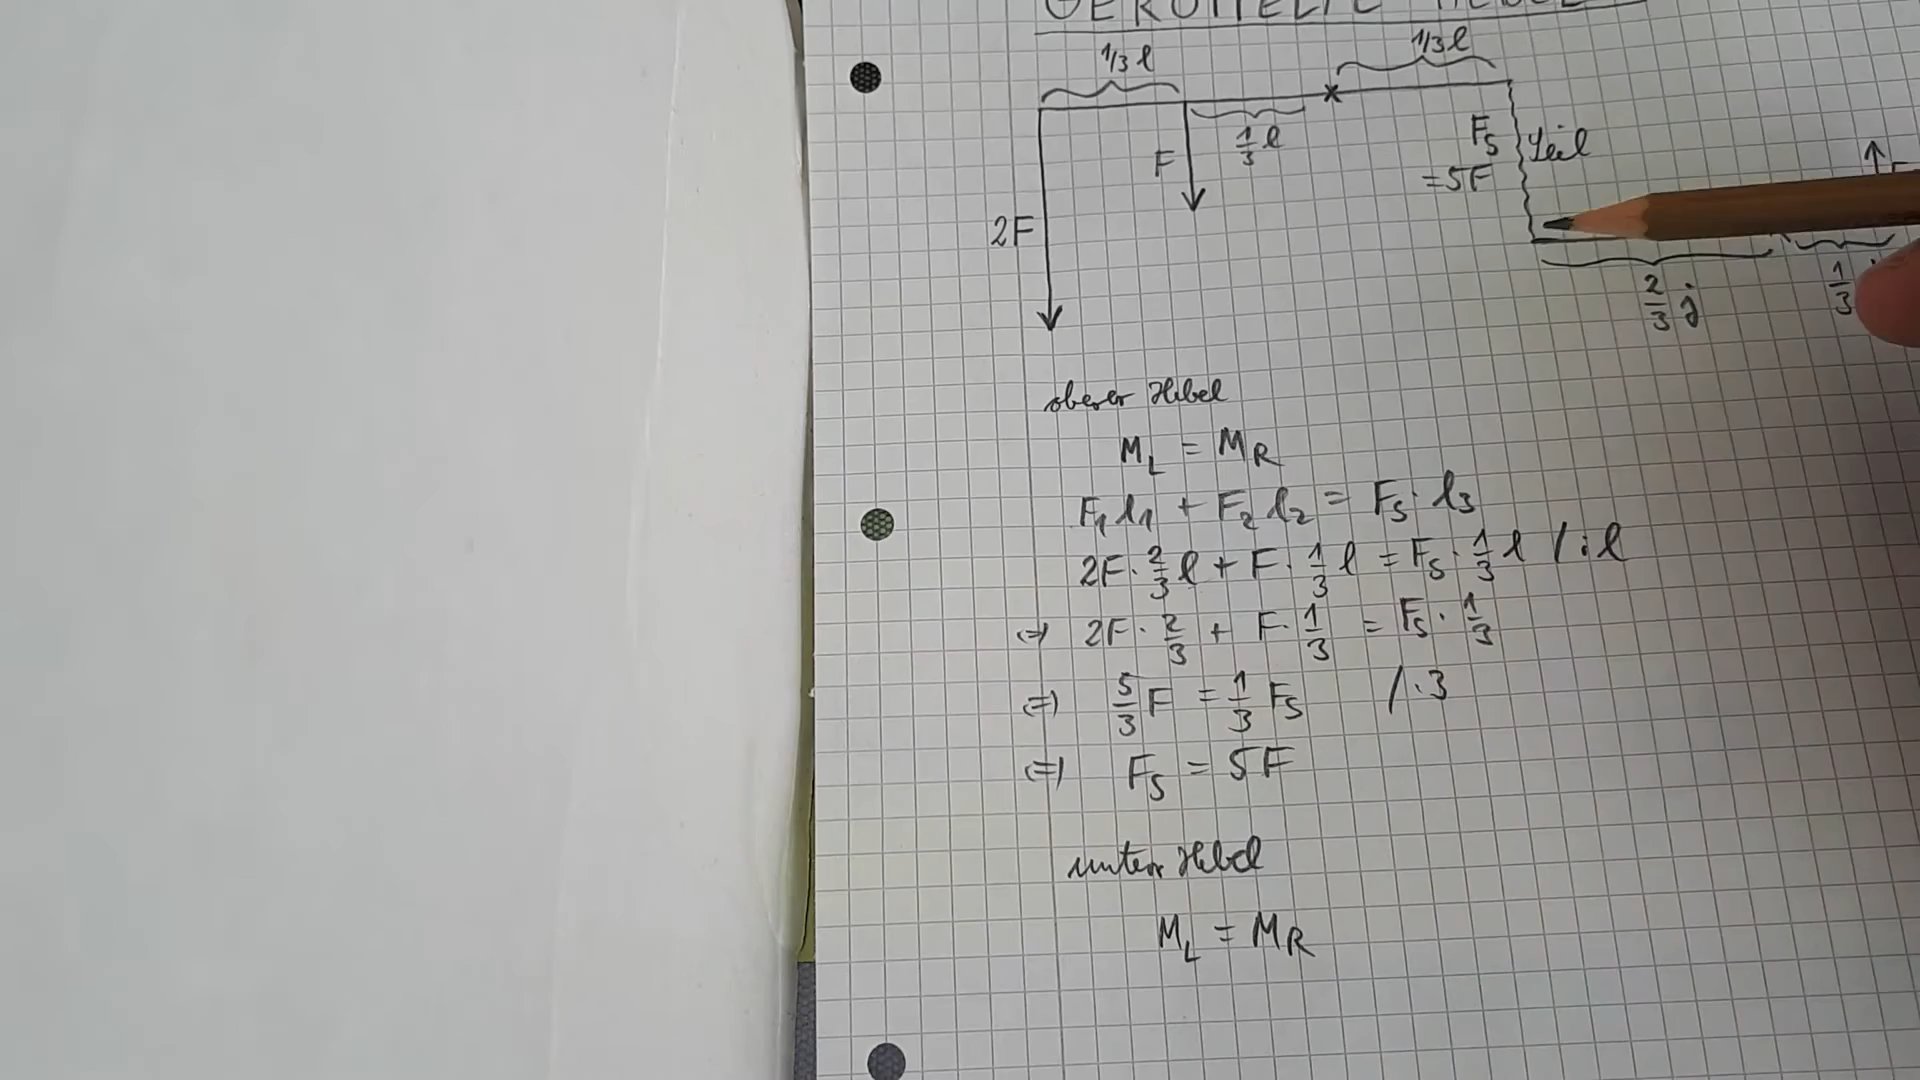 1/3 l 1/3 l
F 1/3 l F_S = 5F Seil
2F
2/3 j 1/3
oberer Hebel
M_L = M_R
F_1 l_1 + F_2 l_2 = F_S · l_3
2F · 2/3 l + F · 1/3 l = F_S · 1/3 l / : l
⇔ 2F · 2/3 + F · 1/3 = F_S · 1/3
⇔ 5/3 F = 1/3 F_S / · 3
⇔ F_S = 5F
unterer Hebel
M_L = M_R